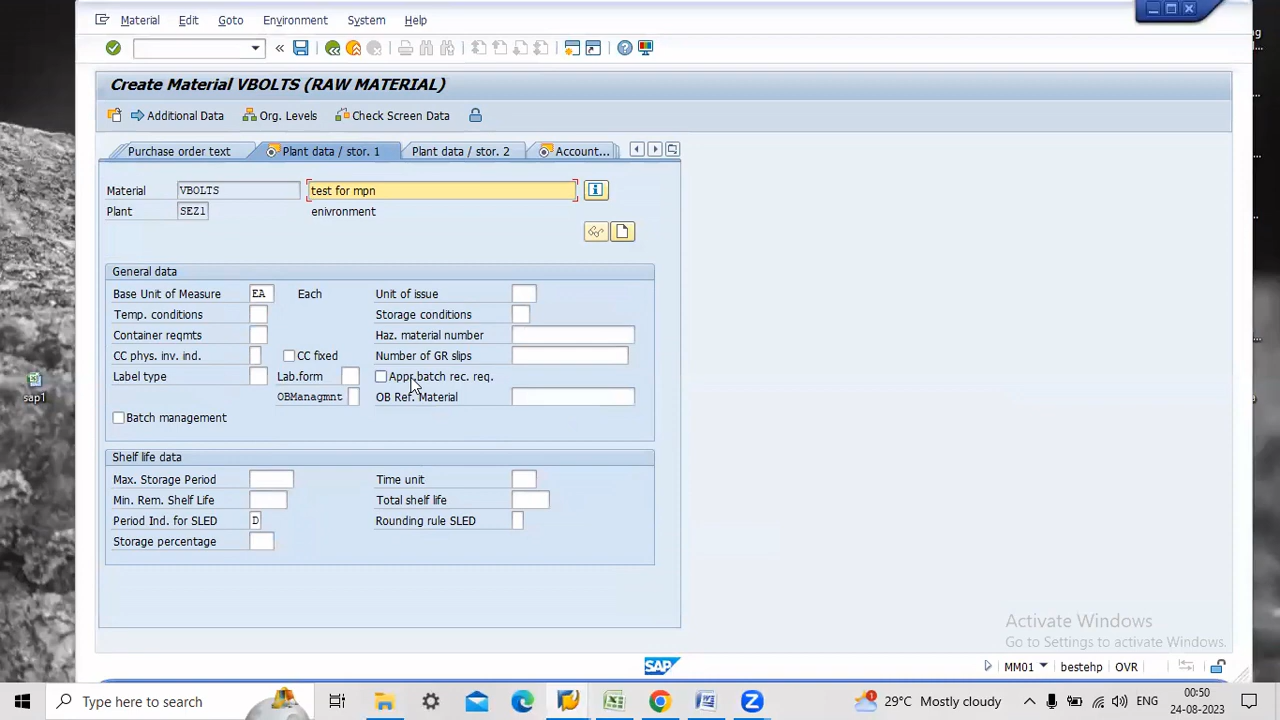 Material Edit Goto Environment System Help
«
Create Material VBOLTS (RAW MATERIAL)
Additional Data Org. Levels Check Screen Data
Purchase order text Plant data / stor. 1 Plant data / stor. 2 Account...
Material VBOLTS test for mpn
Plant SEZ1 enivronment
General data
Base Unit of Measure EA Each Unit of issue
Temp. conditions Storage conditions
Container reqmts Haz. material number
CC phys. inv. ind. CC fixed Number of GR slips
Label type Lab.form Appr.batch rec. req.
OBManagmnt OB Ref. Material
Batch management
Shelf life data
Max. Storage Period Time unit
Min. Rem. Shelf Life Total shelf life
Period Ind. for SLED D Rounding rule SLED
Storage percentage
sap1
Activate Windows
Go to Settings to activate Windows.
SAP MM01 bestehp OVR
Type here to search 29°C Mostly cloudy ENG 00:50
24-08-2023